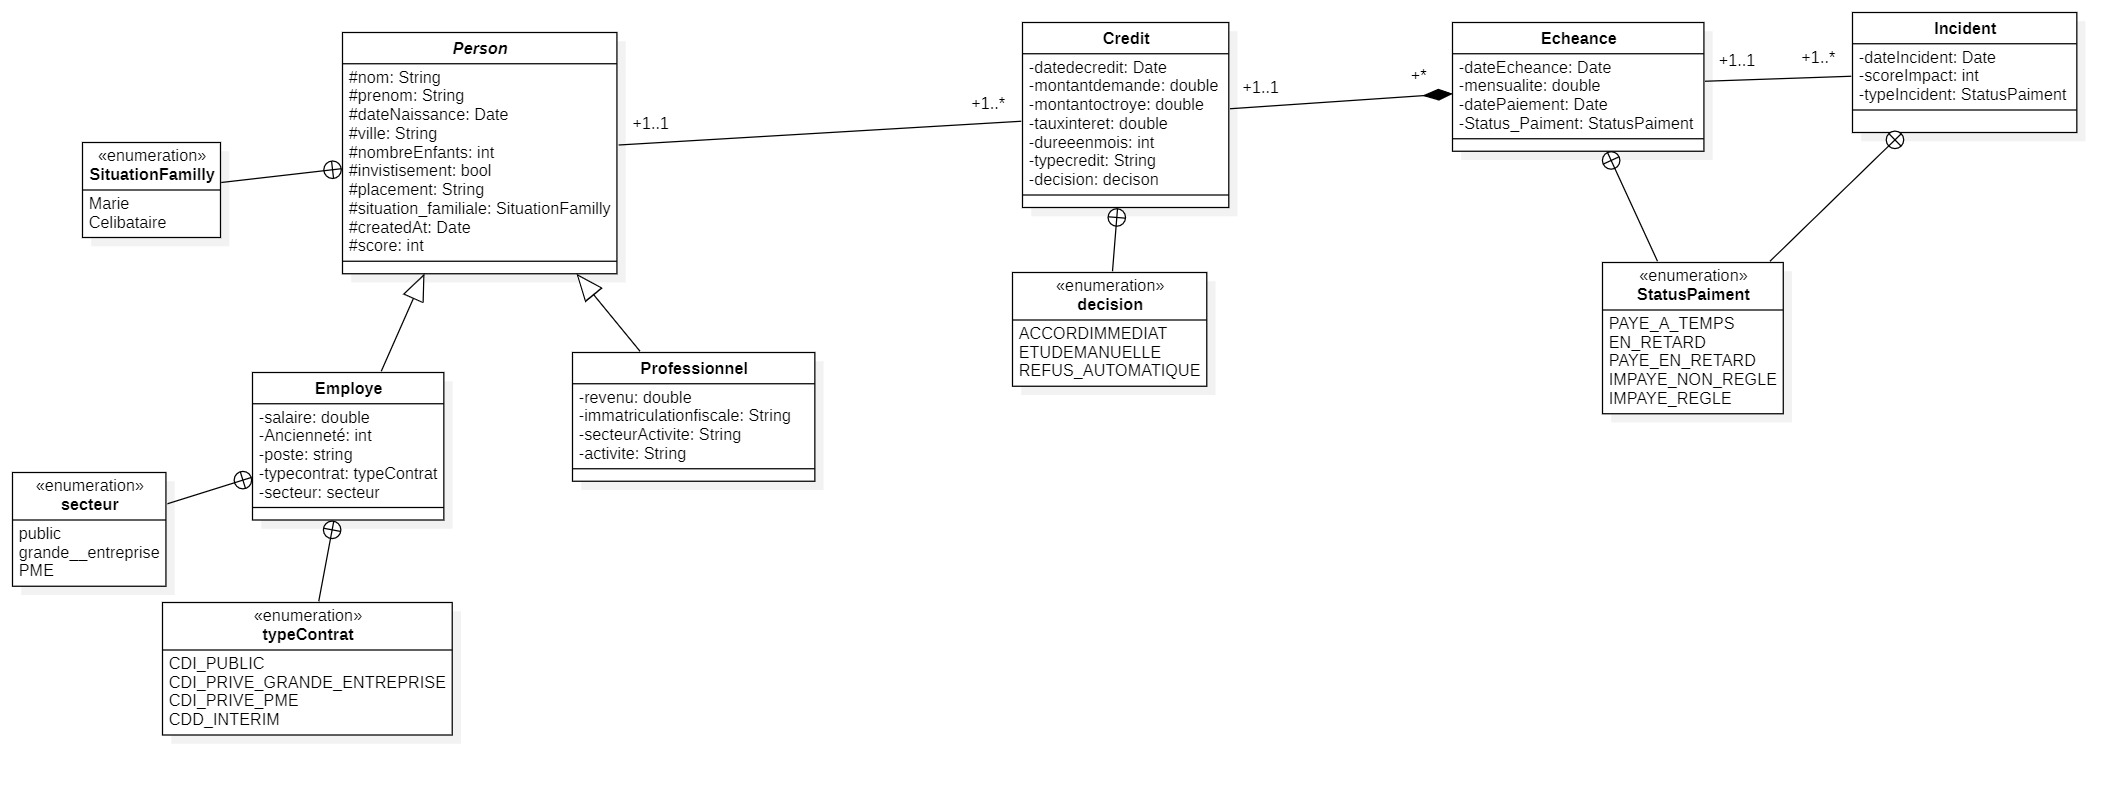 Person
#nom: String
#prenom: String
#dateNaissance: Date
#ville: String
#nombreEnfants: int
#invistisement: bool
#placement: String
#situation_familiale: SituationFamilly
#createdAt: Date
#score: int
+1..1
+1..*
Credit
-datedecredit: Date
-montantdemande: double
-montantoctroye: double
-tauxinteret: double
-dureeenmois: int
-typecredit: String
-decision: decison
+1..1
+*
Echeance
-dateEcheance: Date
-mensualite: double
-datePaiement: Date
-Status_Paiment: StatusPaiment
+1..1
+1..*
Incident
-dateIncident: Date
-scoreImpact: int
-typeIncident: StatusPaiment
«enumeration»
SituationFamilly
Marie
Celibataire
«enumeration»
decision
ACCORDIMMEDIAT
ETUDEMANUELLE
REFUS_AUTOMATIQUE
«enumeration»
StatusPaiment
PAYE_A_TEMPS
EN_RETARD
PAYE_EN_RETARD
IMPAYE_NON_REGLE
IMPAYE_REGLE
Employe
-salaire: double
-Ancienneté: int
-poste: string
-typecontrat: typeContrat
-secteur: secteur
Professionnel
-revenu: double
-immatriculationfiscale: String
-secteurActivite: String
-activite: String
«enumeration»
secteur
public
grande__entreprise
PME
«enumeration»
typeContrat
CDI_PUBLIC
CDI_PRIVE_GRANDE_ENTREPRISE
CDI_PRIVE_PME
CDD_INTERIM